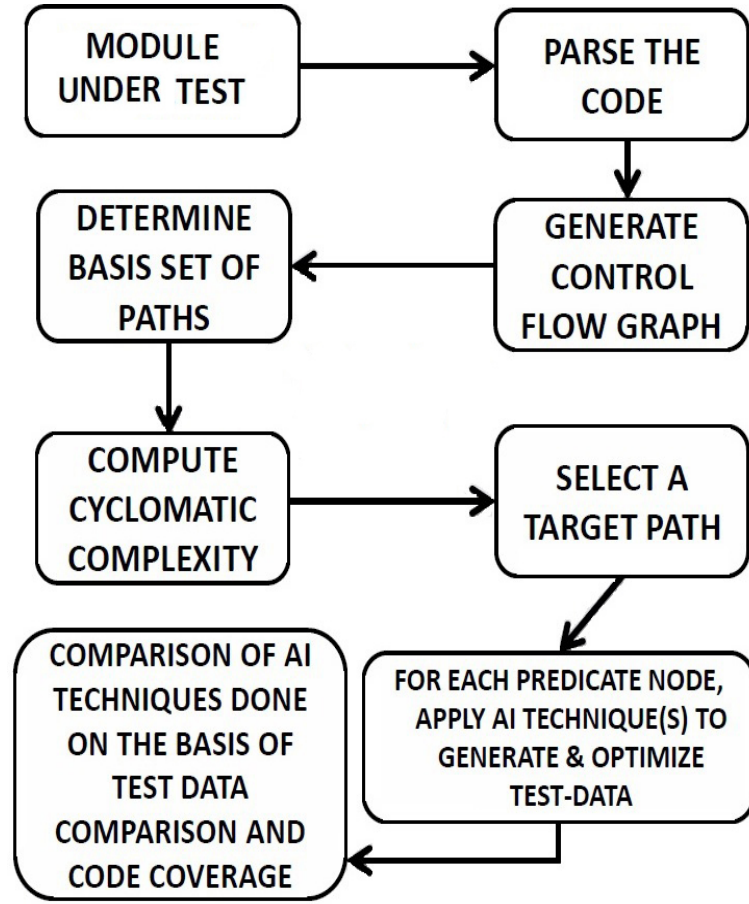 MODULE
UNDER TEST
PARSE THE
CODE
GENERATE
CONTROL
FLOW GRAPH
DETERMINE
BASIS SET OF
PATHS
COMPUTE
CYCLOMATIC
COMPLEXITY
SELECT A
TARGET PATH
FOR EACH PREDICATE NODE,
APPLY AI TECHNIQUE(S) TO
GENERATE & OPTIMIZE
TEST-DATA
COMPARISON OF AI
TECHNIQUES DONE
ON THE BASIS OF
TEST DATA
COMPARISON AND
CODE COVERAGE